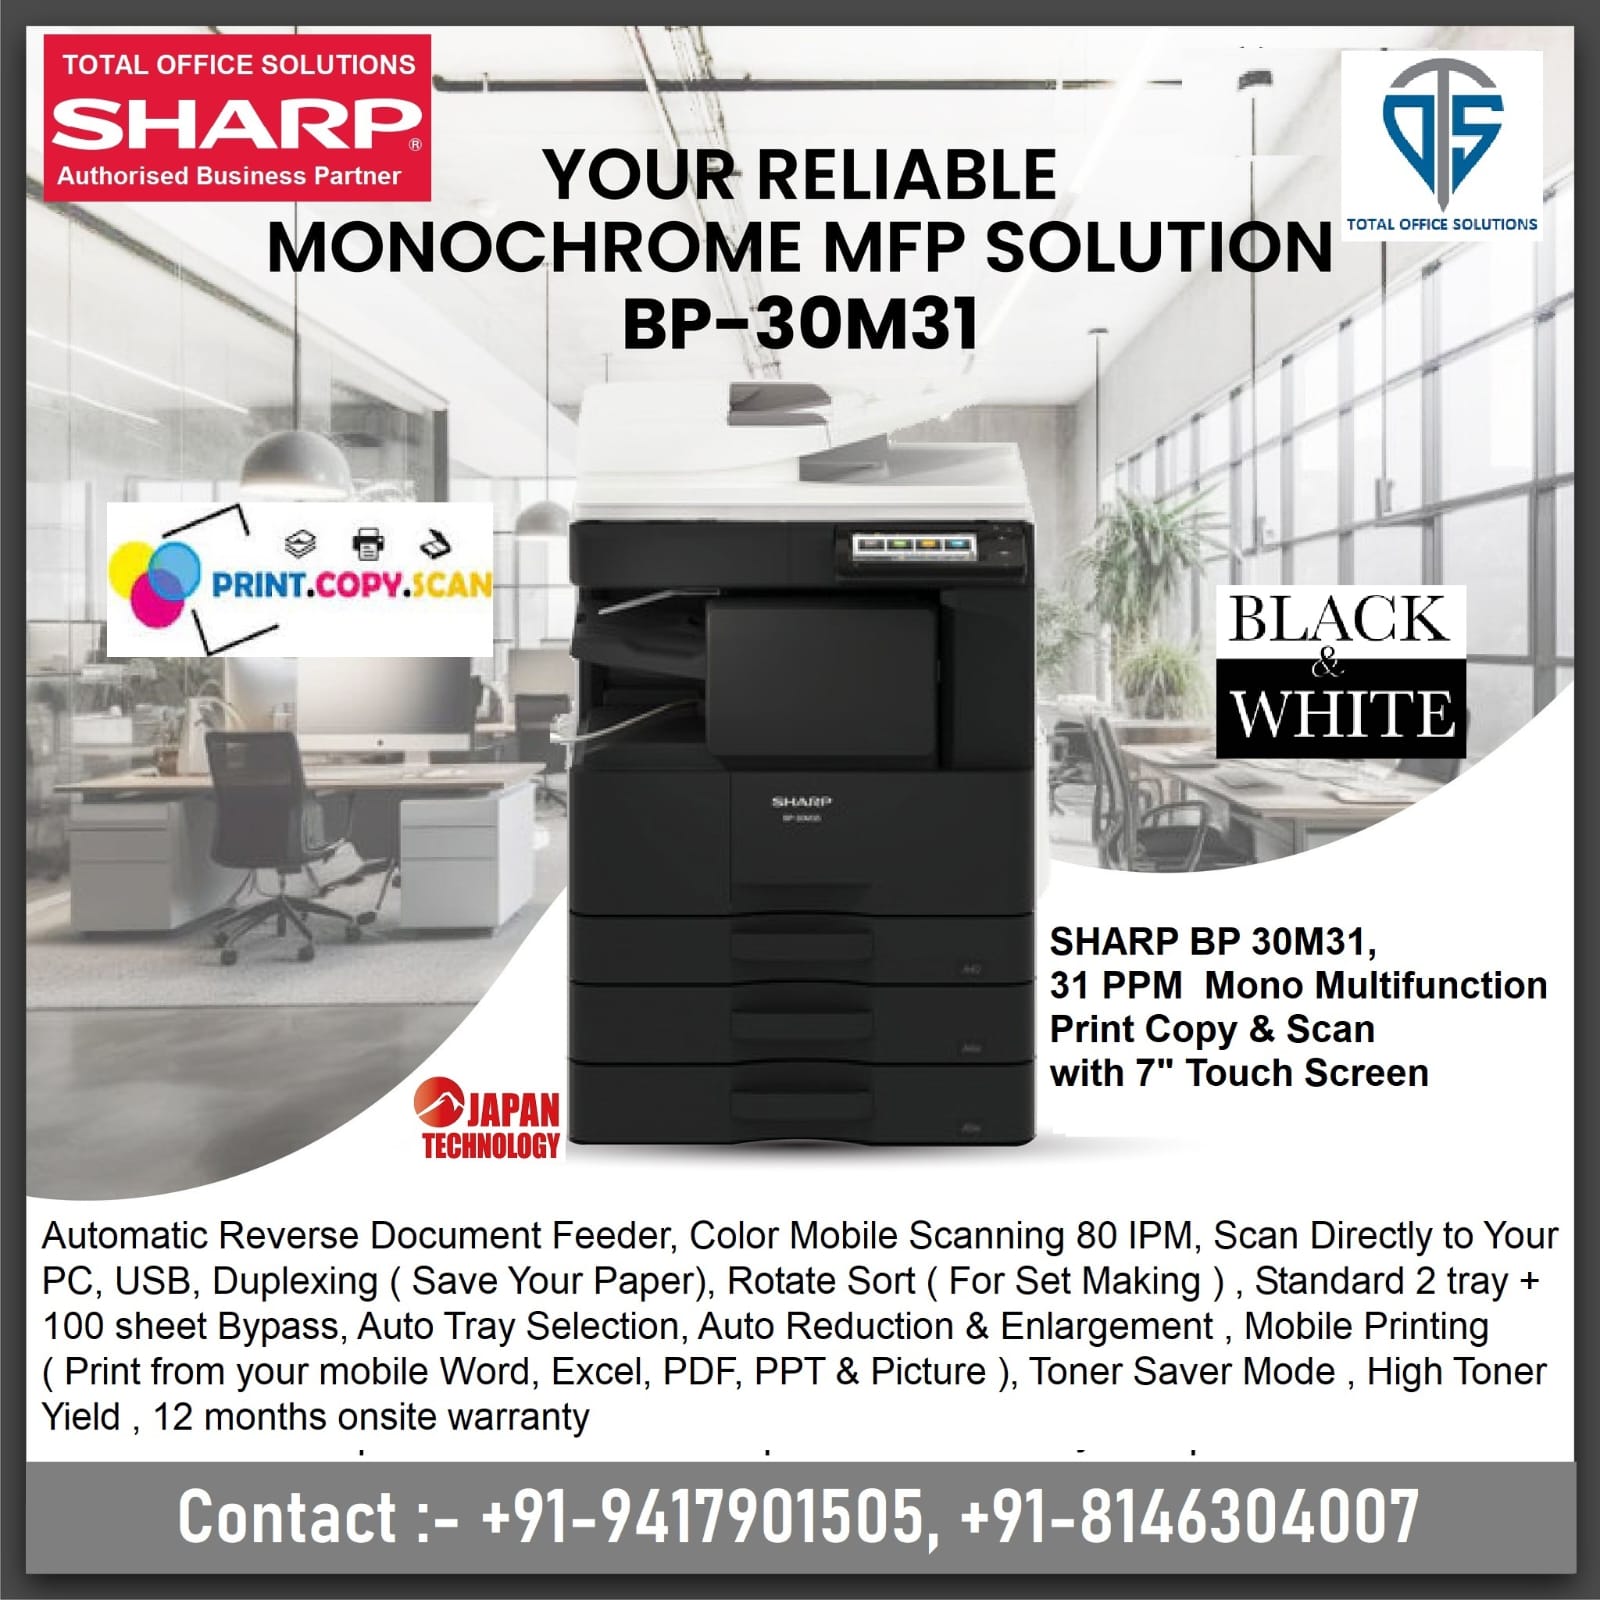 TOTAL OFFICE SOLUTIONS
SHARP®
Authorised Business Partner
TOTAL OFFICE SOLUTIONS
YOUR RELIABLE
MONOCHROME MFP SOLUTION
BP-30M31
PRINT.COPY.SCAN
BLACK
&
WHITE
SHARP
SHARP BP 30M31,
31 PPM  Mono Multifunction
Print Copy & Scan
with 7" Touch Screen
JAPAN
TECHNOLOGY
Automatic Reverse Document Feeder, Color Mobile Scanning 80 IPM, Scan Directly to Your
PC, USB, Duplexing ( Save Your Paper), Rotate Sort ( For Set Making ) , Standard 2 tray +
100 sheet Bypass, Auto Tray Selection, Auto Reduction & Enlargement , Mobile Printing
( Print from your mobile Word, Excel, PDF, PPT & Picture ), Toner Saver Mode , High Toner
Yield , 12 months onsite warranty
Contact :- +91-9417901505, +91-8146304007